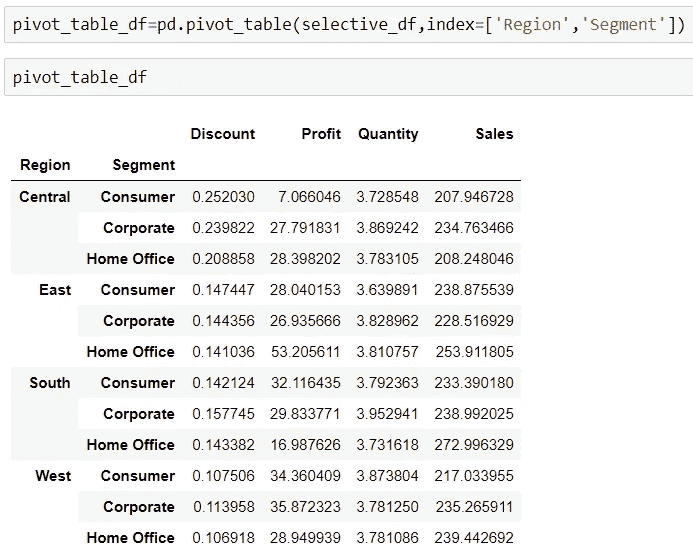 pivot_table_df=pd.pivot_table(selective_df,index=['Region','Segment'])
pivot_table_df
Discount Profit Quantity Sales
Region Segment
Central Consumer 0.252030 7.066046 3.728548 207.946728
Corporate 0.239822 27.791831 3.869242 234.763466
Home Office 0.208858 28.398202 3.783105 208.248046
East Consumer 0.147447 28.040153 3.639891 238.875539
Corporate 0.144356 26.935666 3.828962 228.516929
Home Office 0.141036 53.205611 3.810757 253.911805
South Consumer 0.142124 32.116435 3.792363 233.390180
Corporate 0.157745 29.833771 3.952941 238.992025
Home Office 0.143382 16.987626 3.731618 272.996329
West Consumer 0.107506 34.360409 3.873804 217.033955
Corporate 0.113958 35.872323 3.781250 235.265911
Home Office 0.106918 28.949939 3.781086 239.442692